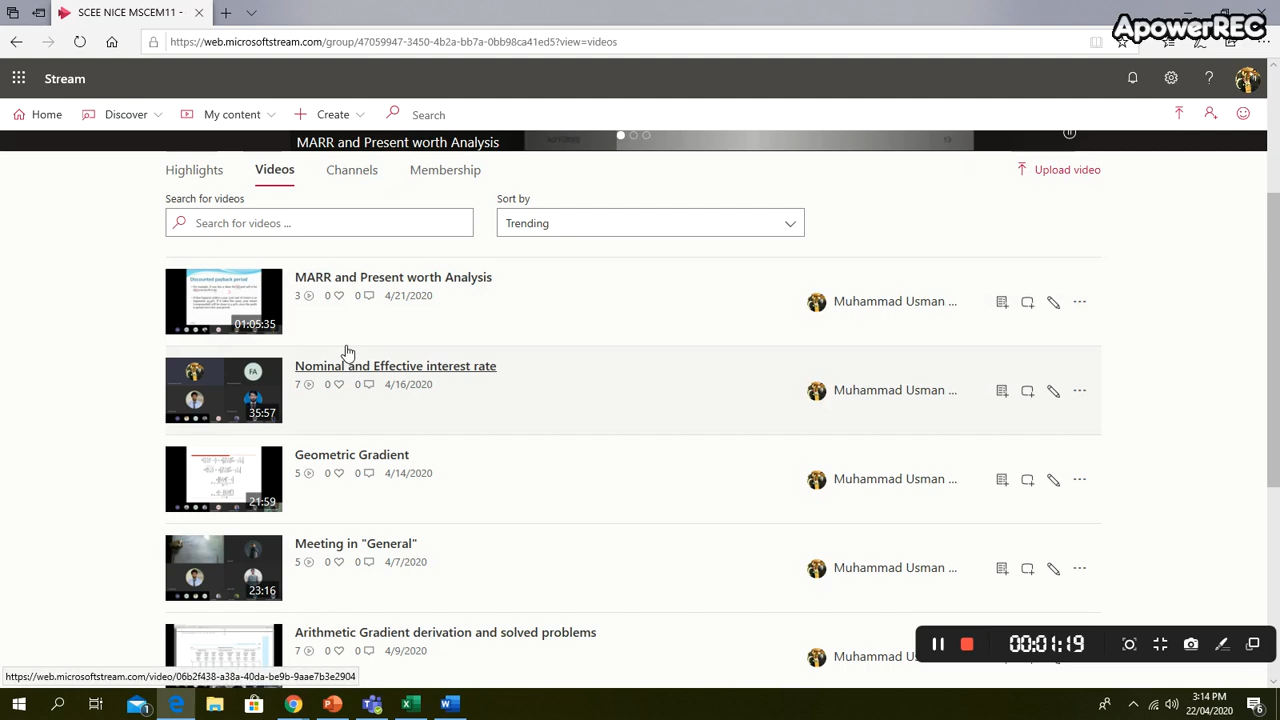 SCEE NICE MSCEM11 -
ApowerREC
https://web.microsoftstream.com/group/47059947-3450-4b2a-bb7a-0bb98ca41ed5?view=videos
Stream
Home
Discover
My content
Create
Search
MARR and Present worth Analysis
Highlights
Videos
Channels
Membership
Upload video
Search for videos
Sort by
Search for videos ...
Trending
Discounted payback period
01:05:35
MARR and Present worth Analysis
3 0 0 4/21/2020
Muhammad Usman ...
FA
35:57
Nominal and Effective interest rate
7 0 0 4/16/2020
Muhammad Usman ...
21:59
Geometric Gradient
5 0 0 4/14/2020
Muhammad Usman ...
23:16
Meeting in "General"
5 0 0 4/7/2020
Muhammad Usman ...
Arithmetic Gradient derivation and solved problems
7 0 0 4/9/2020
00:01:19
https://web.microsoftstream.com/video/06b2f438-a38a-40da-be9b-9aae7b3e2904
3:14 PM
22/04/2020